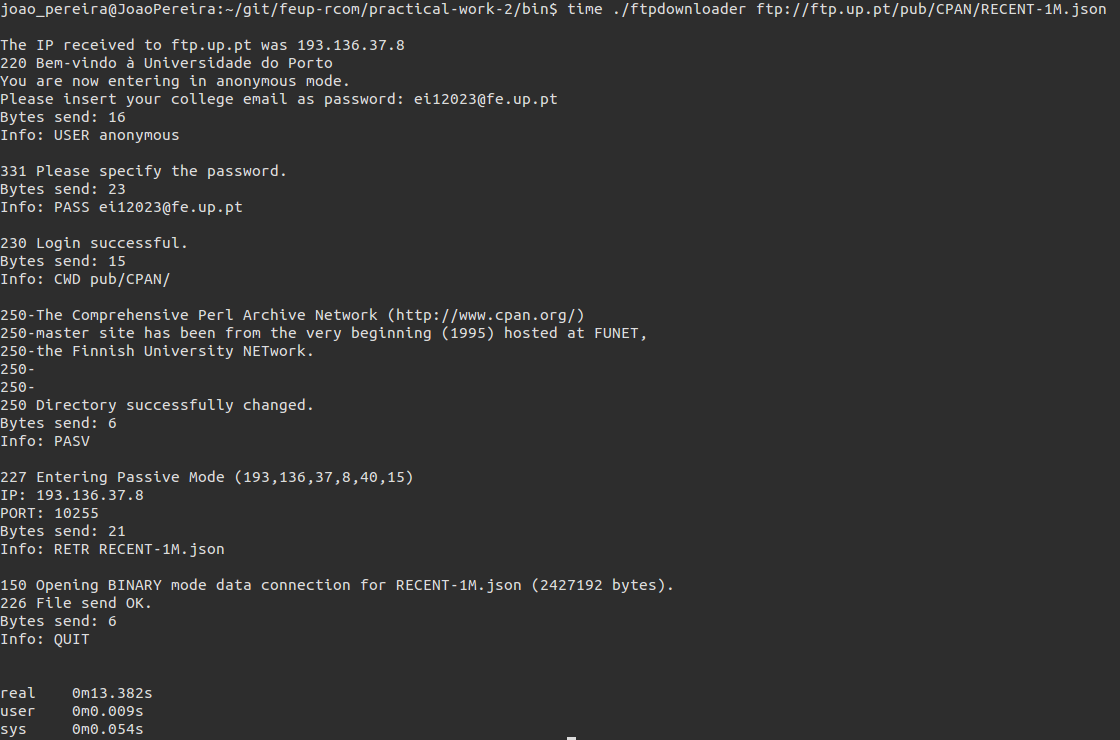 joao_pereira@JoaoPereira:~/git/feup-rcom/practical-work-2/bin$ time ./ftpdownloader ftp://ftp.up.pt/pub/CPAN/RECENT-1M.json
The IP received to ftp.up.pt was 193.136.37.8
220 Bem-vindo à Universidade do Porto
You are now entering in anonymous mode.
Please insert your college email as password: ei12023@fe.up.pt
Bytes send: 16
Info: USER anonymous
331 Please specify the password.
Bytes send: 23
Info: PASS ei12023@fe.up.pt
230 Login successful.
Bytes send: 15
Info: CWD pub/CPAN/
250-The Comprehensive Perl Archive Network (http://www.cpan.org/)
250-master site has been from the very beginning (1995) hosted at FUNET,
250-the Finnish University NETwork.
250-
250-
250 Directory successfully changed.
Bytes send: 6
Info: PASV
227 Entering Passive Mode (193,136,37,8,40,15)
IP: 193.136.37.8
PORT: 10255
Bytes send: 21
Info: RETR RECENT-1M.json
150 Opening BINARY mode data connection for RECENT-1M.json (2427192 bytes).
226 File send OK.
Bytes send: 6
Info: QUIT
real 0m13.382s
user 0m0.009s
sys 0m0.054s